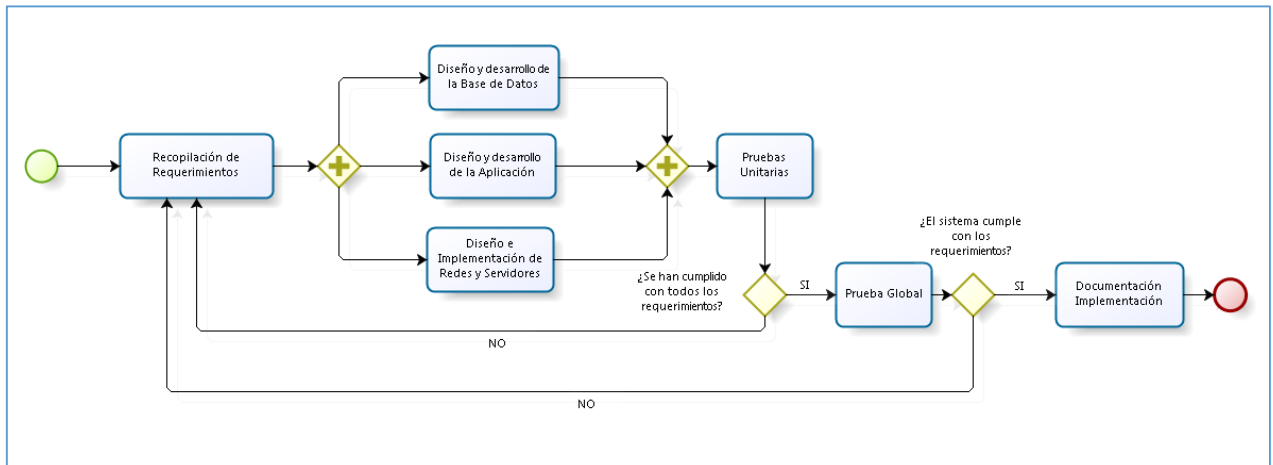 Diseño y desarrollo de
la Base de Datos
Recopilación de
Requerimientos
Diseño y desarrollo
de la Aplicación
Pruebas
Unitarias
Diseño e
Implementación de
Redes y Servidores
¿Se han cumplido
con todos los
requerimientos?
SI
Prueba Global
¿El sistema cumple
con los
requerimientos?
SI
Documentación
Implementación
NO
NO